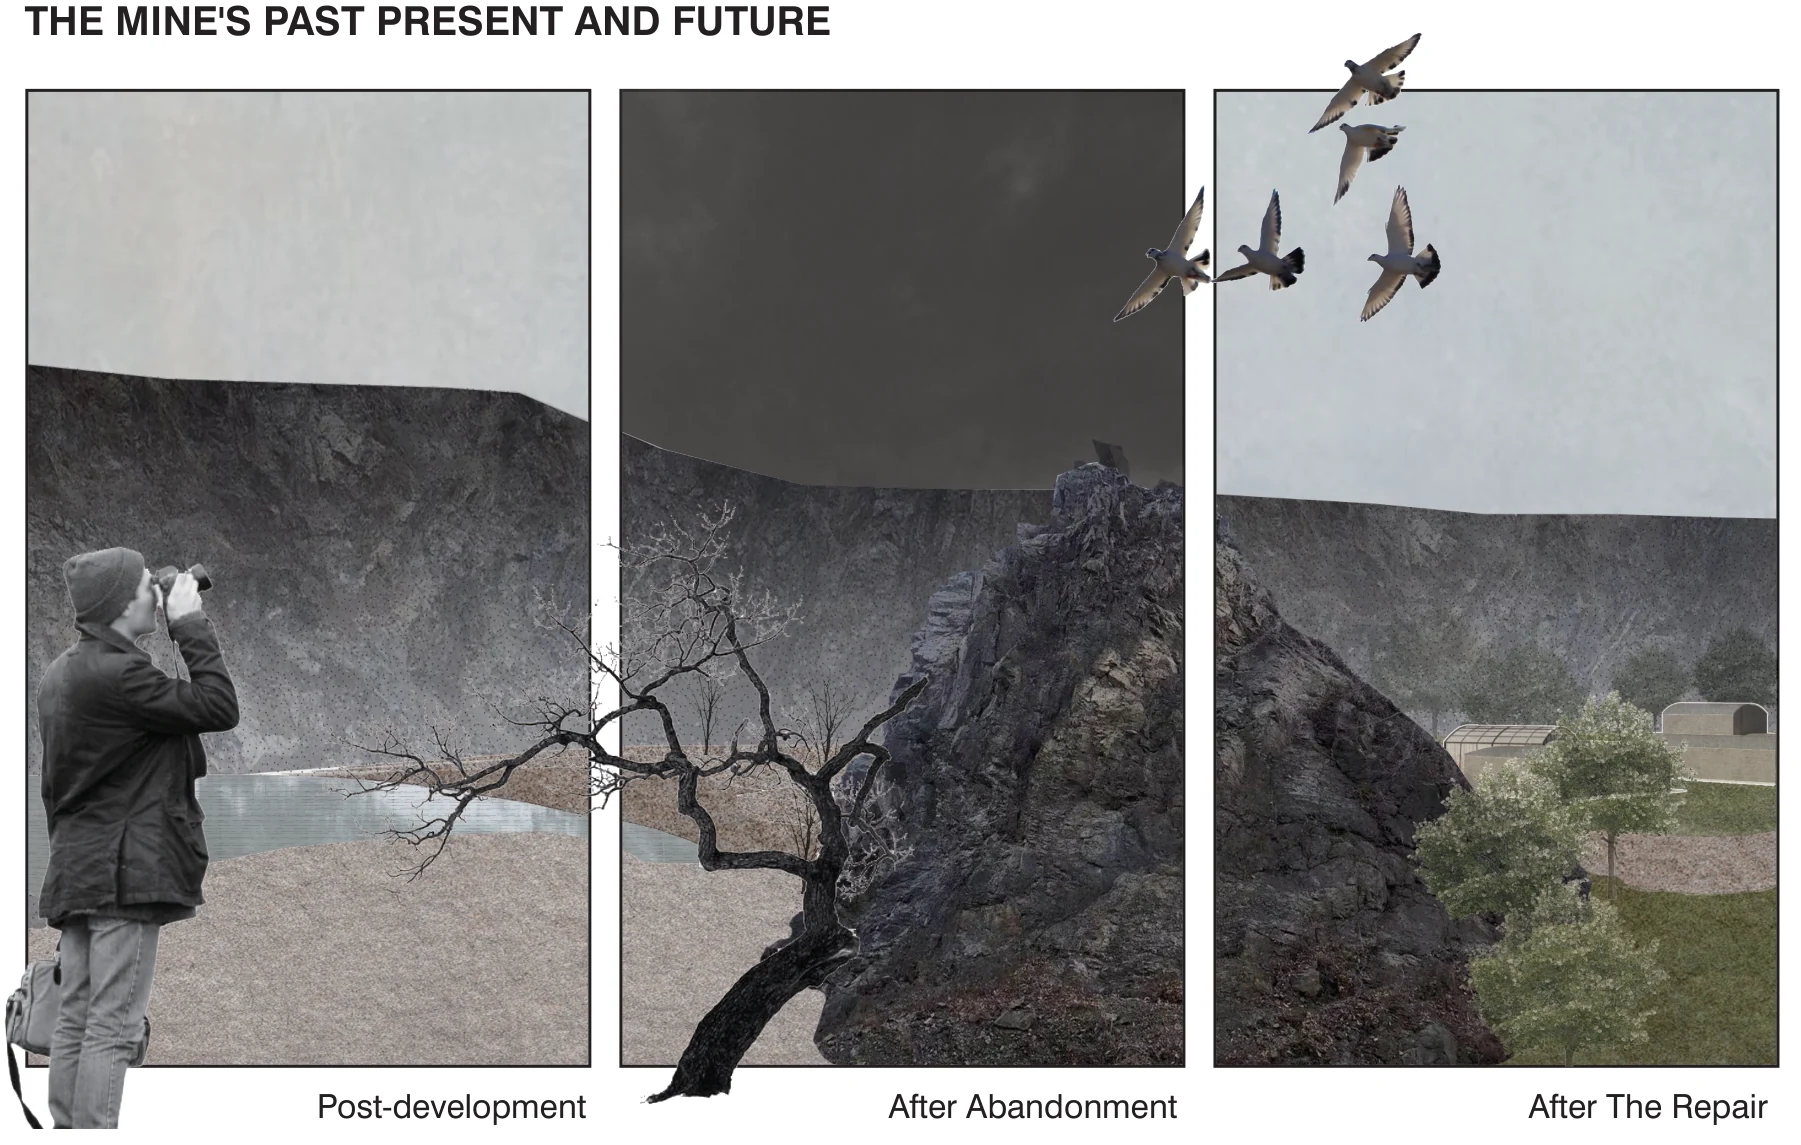 THE MINE'S PAST PRESENT AND FUTURE
Post-development
After Abandonment
After The Repair